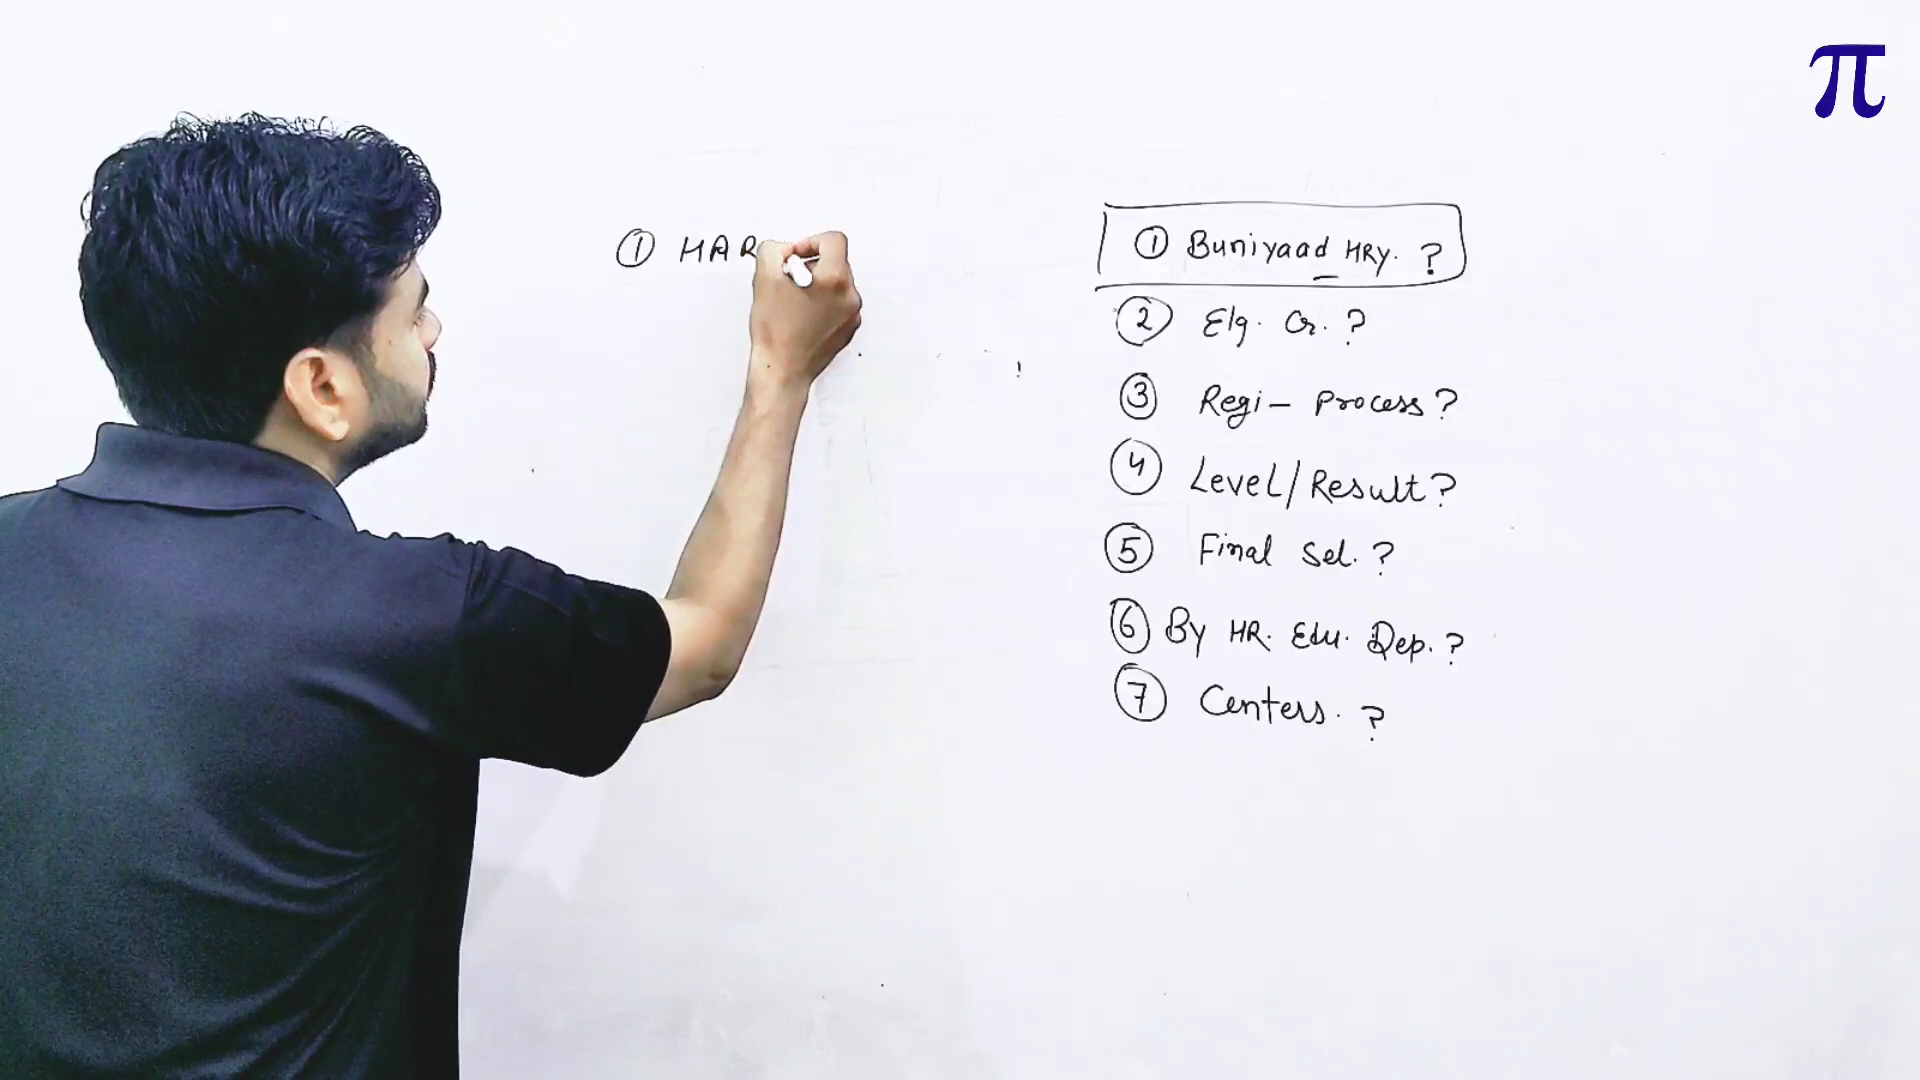 π
① HAR
① Buniyaad HRy. ?
② Elg. Cr. ?
③ Regi - Process ?
④ Level/Result ?
⑤ Final Sel. ?
⑥ By HR. Edu. Dep. ?
⑦ Centers. ?